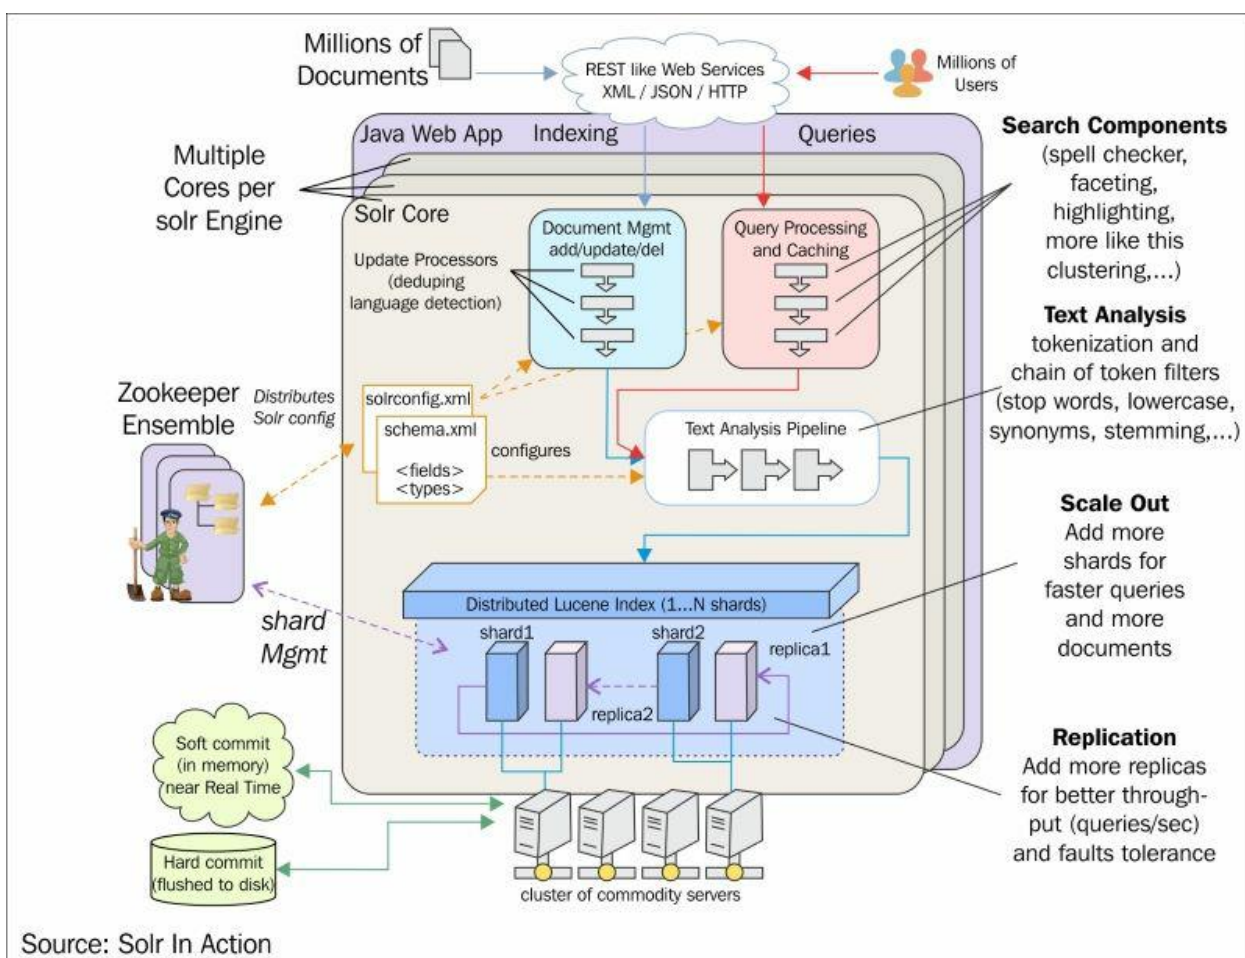 Millions of
Documents
REST like Web Services
XML / JSON / HTTP
Millions of
Users
Java Web App
Indexing
Queries
Multiple
Cores per
solr Engine
Solr Core
Search Components
(spell checker,
faceting,
highlighting,
more like this
clustering,...)
Document Mgmt
add/update/del
Query Processing
and Caching
Update Processors
(deduping
language detection)
Text Analysis
tokenization and
chain of token filters
(stop words, lowercase,
synonyms, stemming,...)
Zookeeper
Ensemble
Distributes
Solr config
solrconfig.xml
schema.xml
<fields>
<types>
configures
Text Analysis Pipeline
Scale Out
Add more
shards for
faster queries
and more
documents
Distributed Lucene Index (1...N shards)
shard
Mgmt
shard1
shard2
replica1
replica2
Replication
Add more replicas
for better through-
put (queries/sec)
and faults tolerance
Soft commit
(in memory)
near Real Time
Hard commit
(flushed to disk)
cluster of commodity servers
Source: Solr In Action